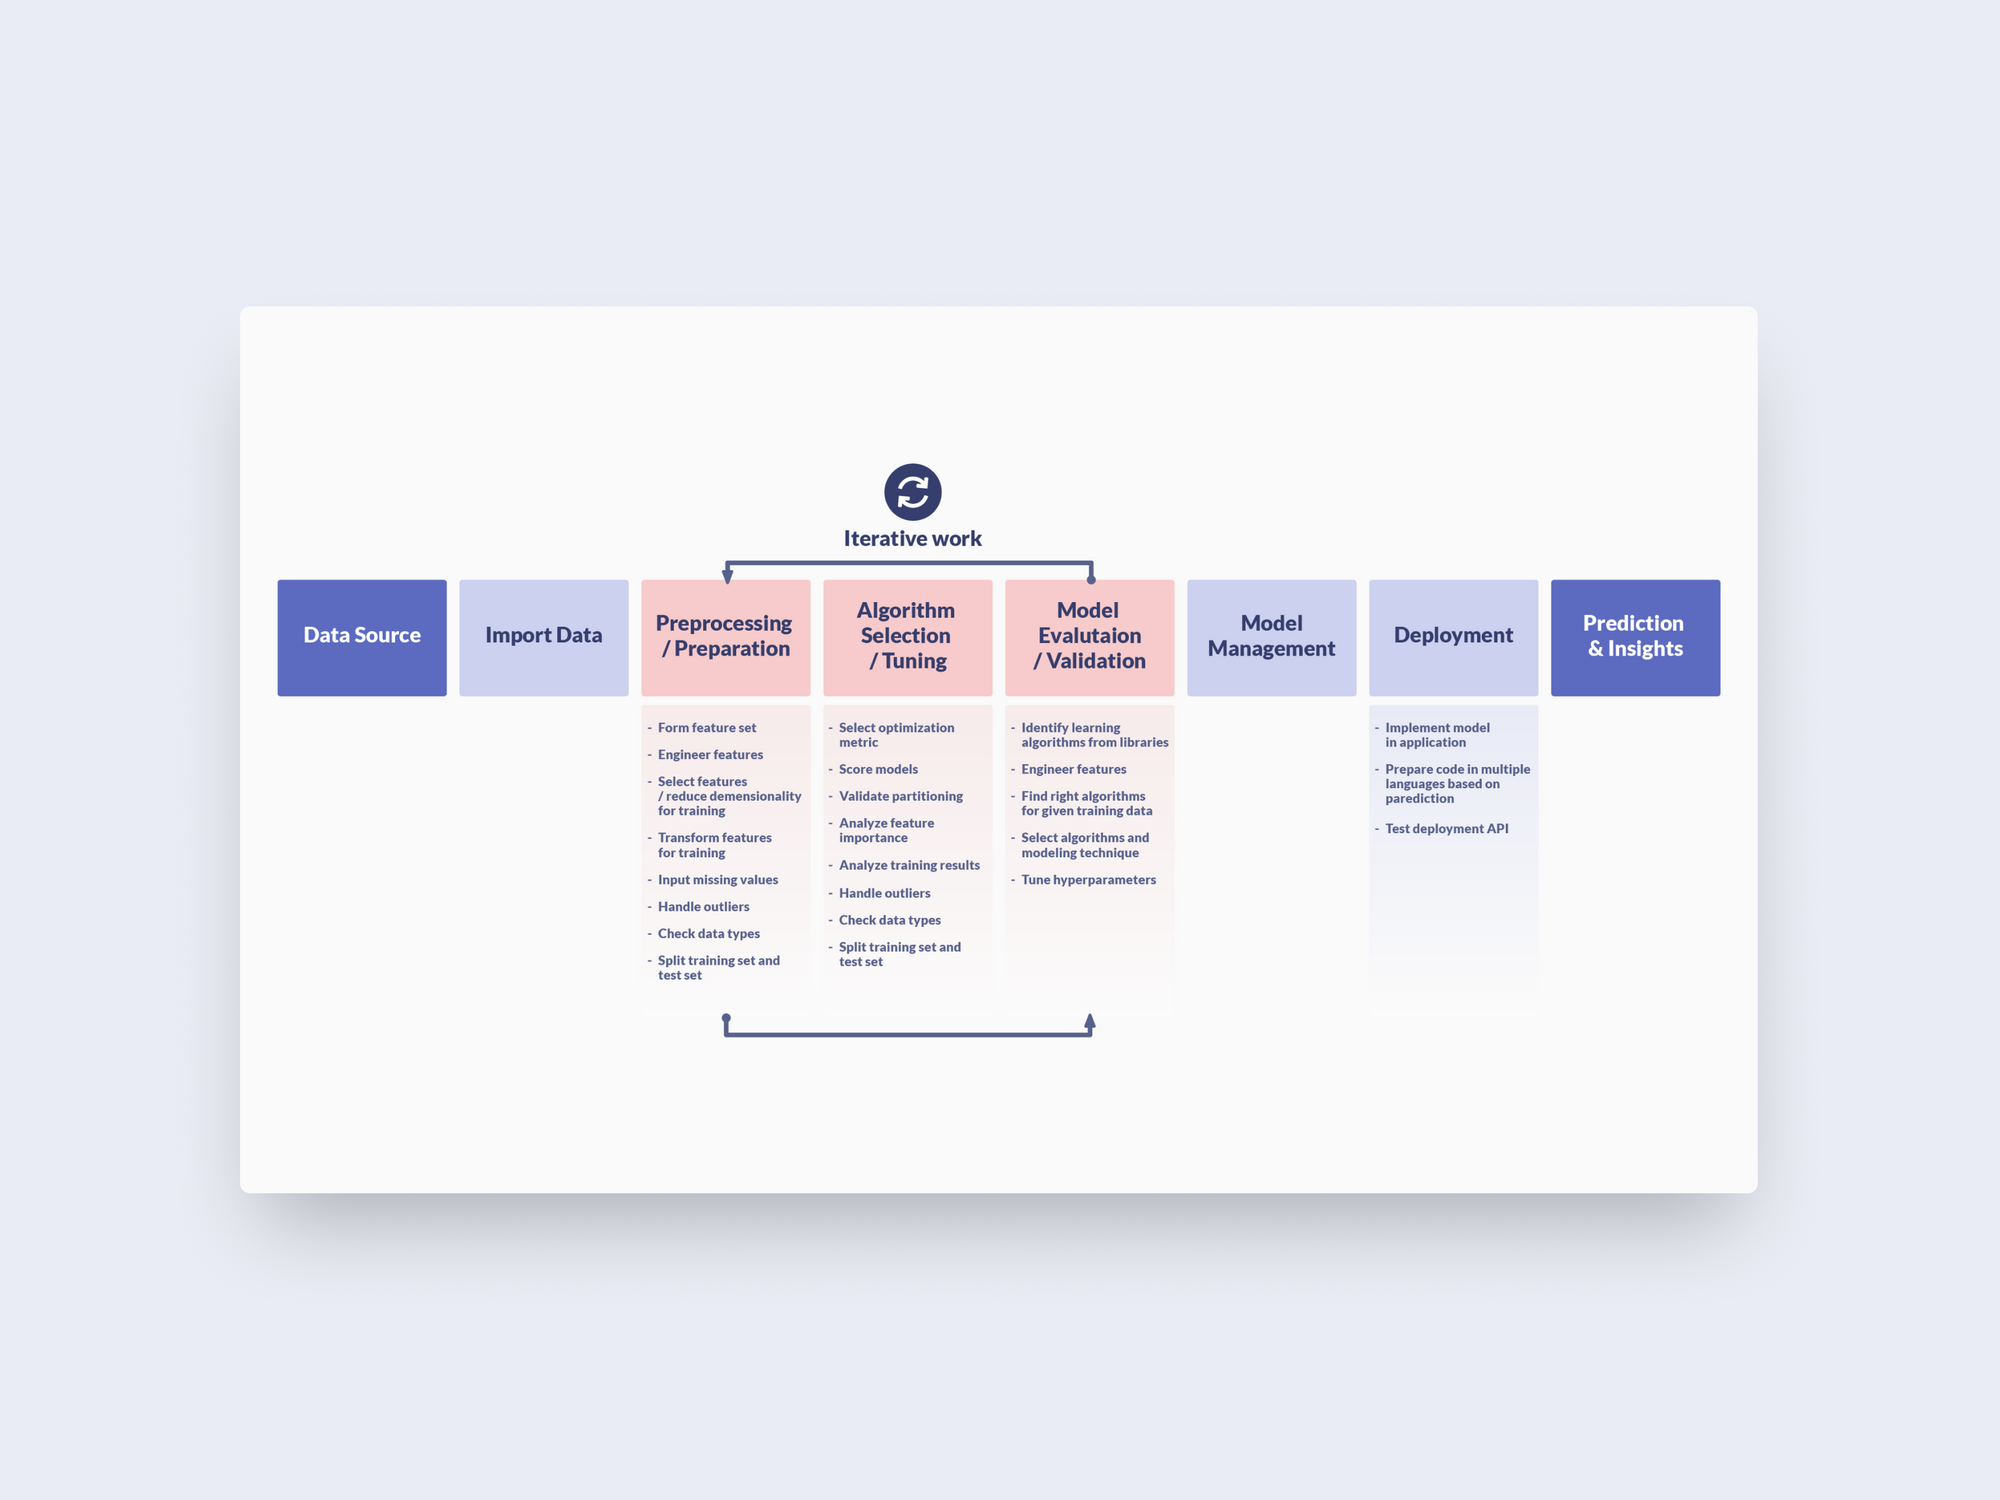 Iterative work
Data Source
Import Data
Preprocessing
/ Preparation
Algorithm
Selection
/ Tuning
Model
Evalutaion
/ Validation
Model
Management
Deployment
Prediction
& Insights
- Form feature set
- Engineer features
- Select features
/ reduce demensionality
for training
- Transform features
for training
- Input missing values
- Handle outliers
- Check data types
- Split training set and
test set
- Select optimization
metric
- Score models
- Validate partitioning
- Analyze feature
importance
- Analyze training results
- Handle outliers
- Check data types
- Split training set and
test set
- Identify learning
algorithms from libraries
- Engineer features
- Find right algorithms
for given training data
- Select algorithms and
modeling technique
- Tune hyperparameters
- Implement model
in application
- Prepare code in multiple
languages based on
parediction
- Test deployment API